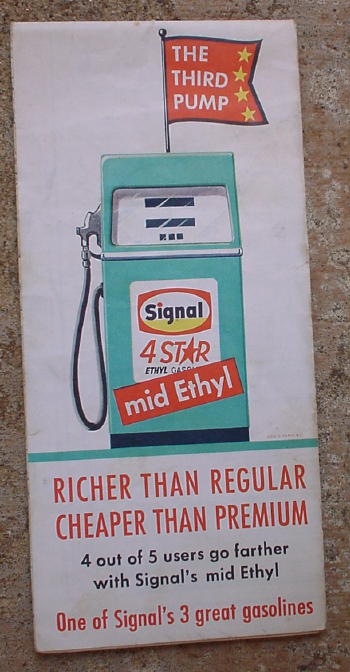 THE
THIRD
PUMP
Signal
4 STAR
ETHYL
mid Ethyl
RICHER THAN REGULAR
CHEAPER THAN PREMIUM
4 out of 5 users go farther
with Signal's mid Ethyl
One of Signal's 3 great gasolines